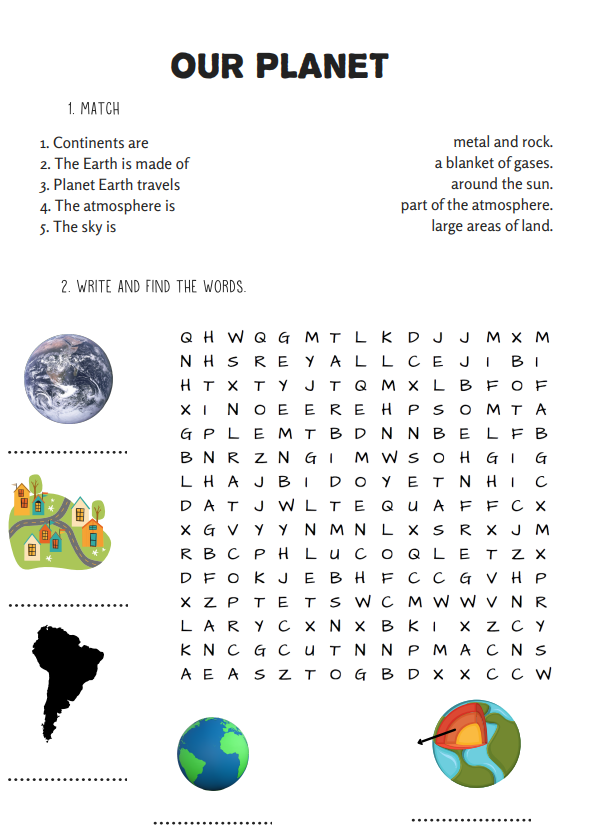 OUR PLANET
1. MATCH
1. Continents are
metal and rock.
2. The Earth is made of
a blanket of gases.
3. Planet Earth travels
around the sun.
4. The atmosphere is
part of the atmosphere.
5. The sky is
large areas of land.
2. WRITE AND FIND THE WORDS.
Q H W Q G M T L K D J J M X M
N H S R E Y A L L C E J I B I
H T X T Y J T Q M X L B F O F
X I N O E E R E H P S O M T A
G P L E M T B D N N B E L F B
B N R Z N G I M W S O H G I G
L H A J B I D O Y E T N H I C
D A T J W L T E Q U A F F C X
X G V Y Y N M N L X S R X J M
R B C P H L U C O Q L E T Z X
D F O K J E B H F C C G V H P
X Z P T E T S W C M W W V N R
L A R Y C X N X B K I X Z C Y
K N C G C U T N N P M A C N S
A E A S Z T O G B D X X C C W